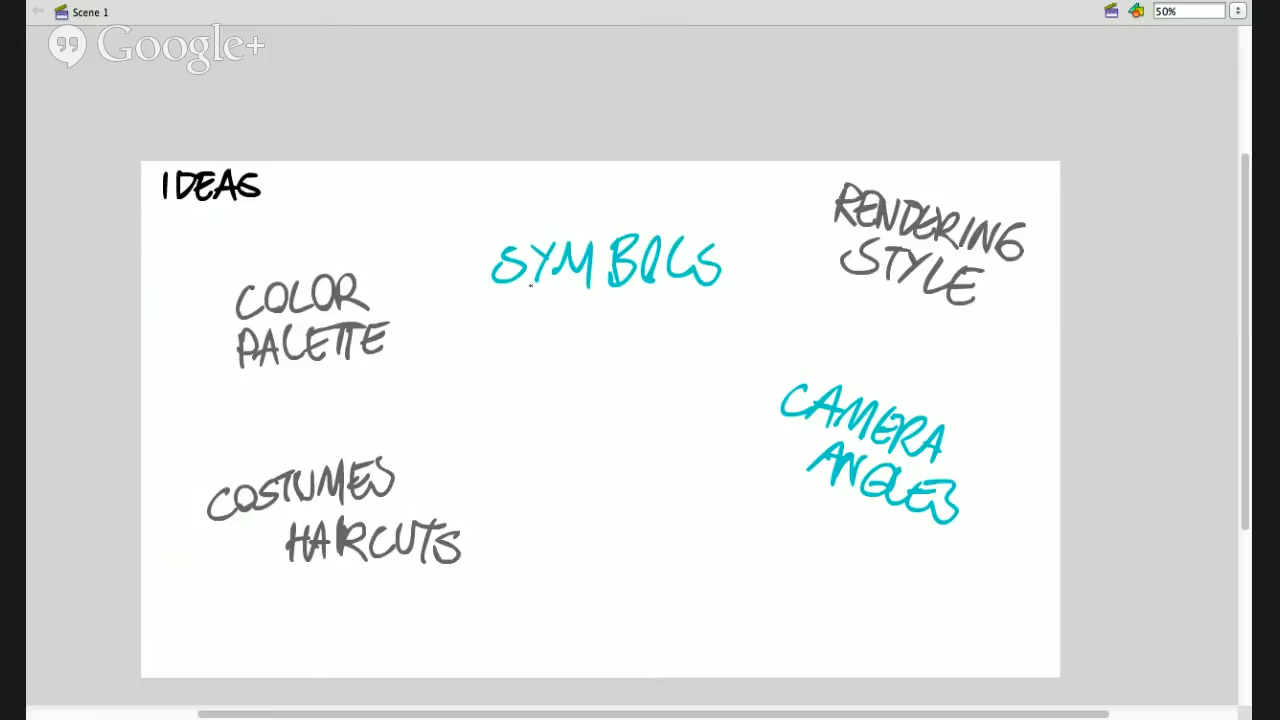 Scene 1
50%
Google+
IDEAS
RENDERING
STYLE
SYMBOLS
COLOR
PALETTE
CAMERA
ANGLES
COSTUMES
HAIRCUTS